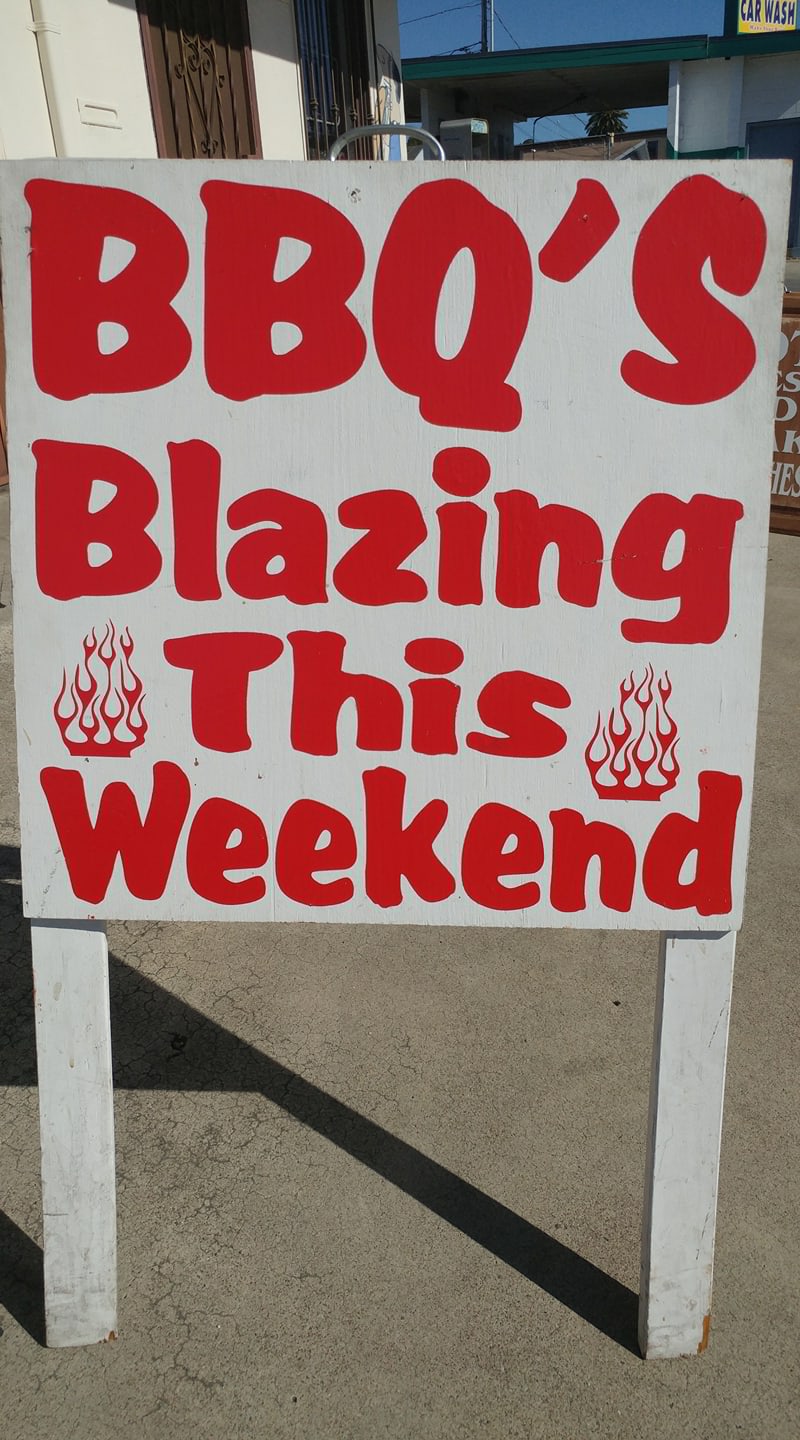 CAR WASH
BBQ'S
Blazing
This
Weekend